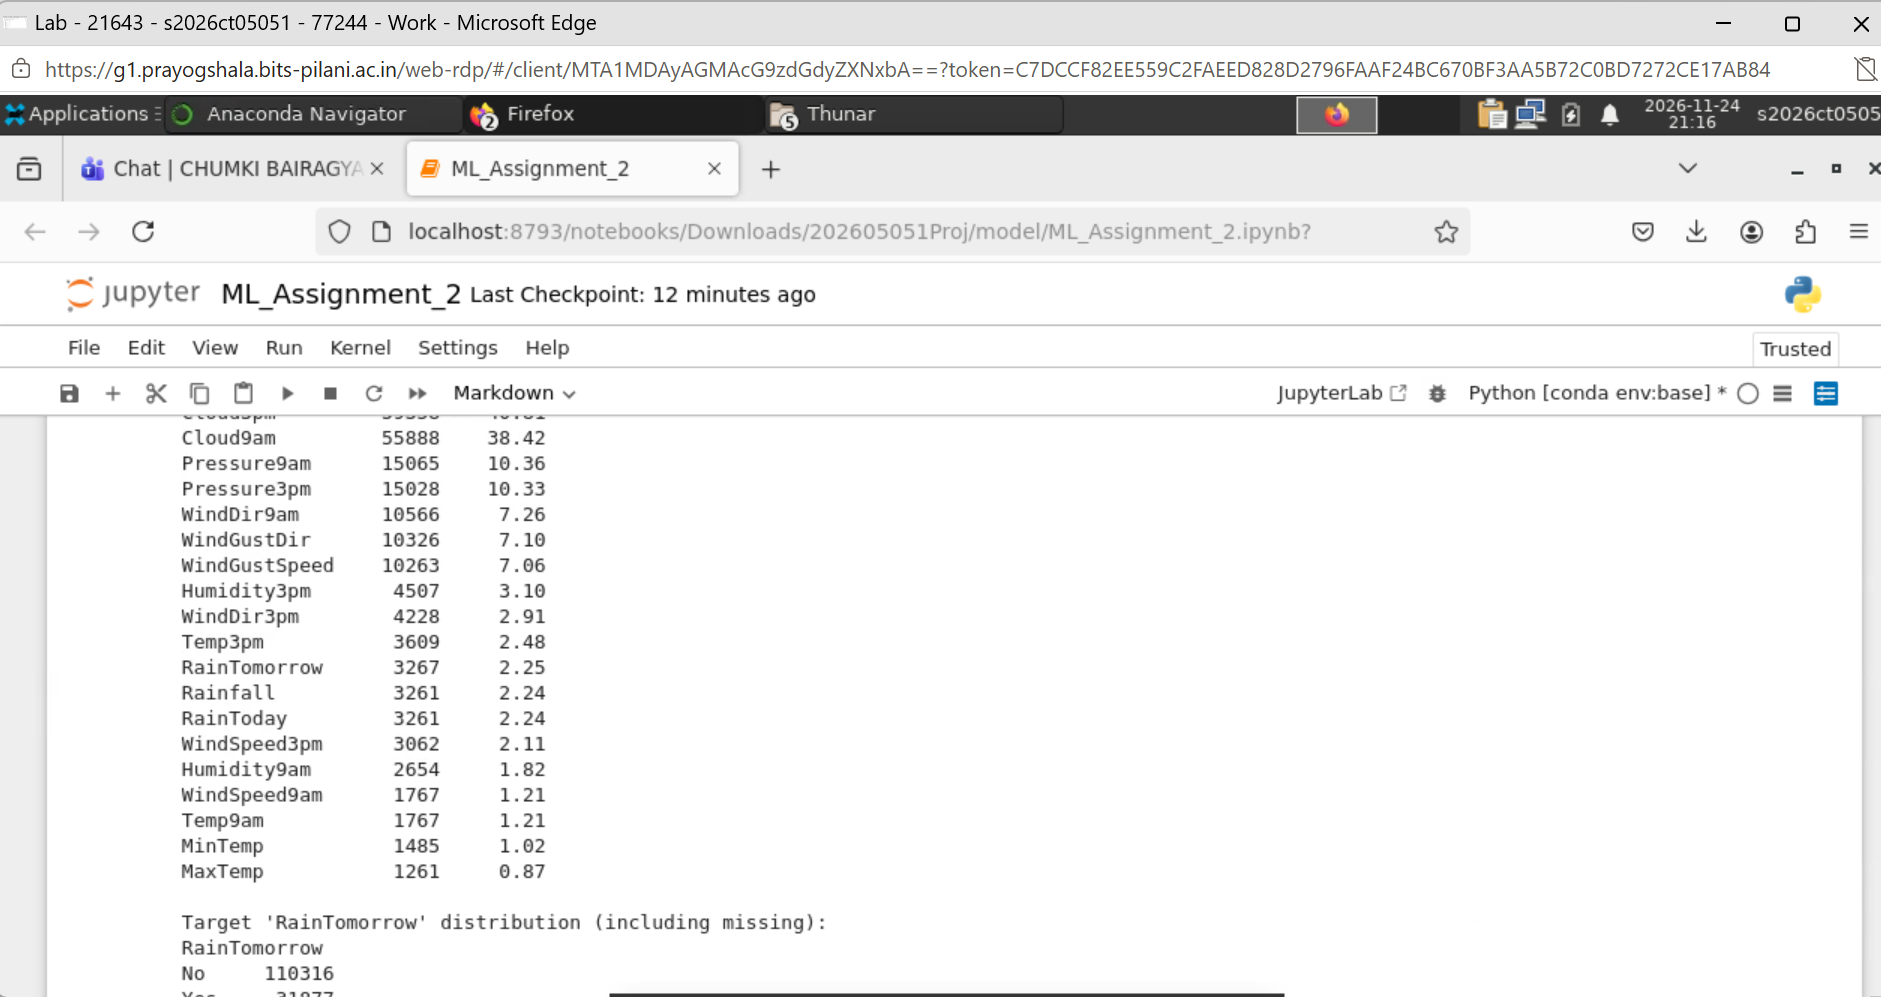 Lab - 21643 - s2026ct05051 - 77244 - Work - Microsoft Edge
https://g1.prayogshala.bits-pilani.ac.in/web-rdp/#/client/MTA1MDAyAGMAcG9zdGdyZXNxbA==?token=C7DCCF82EE559C2FAEED828D2796FAAF24BC670BF3AA5B72C0BD7272CE17AB84
Applications Anaconda Navigator 2 Firefox 5 Thunar 2026-11-24 s2026ct0505
21:16
Chat | CHUMKI BAIRAGYA ML_Assignment_2
localhost:8793/notebooks/Downloads/202605051Proj/model/ML_Assignment_2.ipynb?
jupyter ML_Assignment_2 Last Checkpoint: 12 minutes ago
File Edit View Run Kernel Settings Help Trusted
Markdown JupyterLab Python [conda env:base] *
Cloud9am 55888 38.42
Pressure9am 15065 10.36
Pressure3pm 15028 10.33
WindDir9am 10566 7.26
WindGustDir 10326 7.10
WindGustSpeed 10263 7.06
Humidity3pm 4507 3.10
WindDir3pm 4228 2.91
Temp3pm 3609 2.48
RainTomorrow 3267 2.25
Rainfall 3261 2.24
RainToday 3261 2.24
WindSpeed3pm 3062 2.11
Humidity9am 2654 1.82
WindSpeed9am 1767 1.21
Temp9am 1767 1.21
MinTemp 1485 1.02
MaxTemp 1261 0.87
Target 'RainTomorrow' distribution (including missing):
RainTomorrow
No 110316
Yes 31877